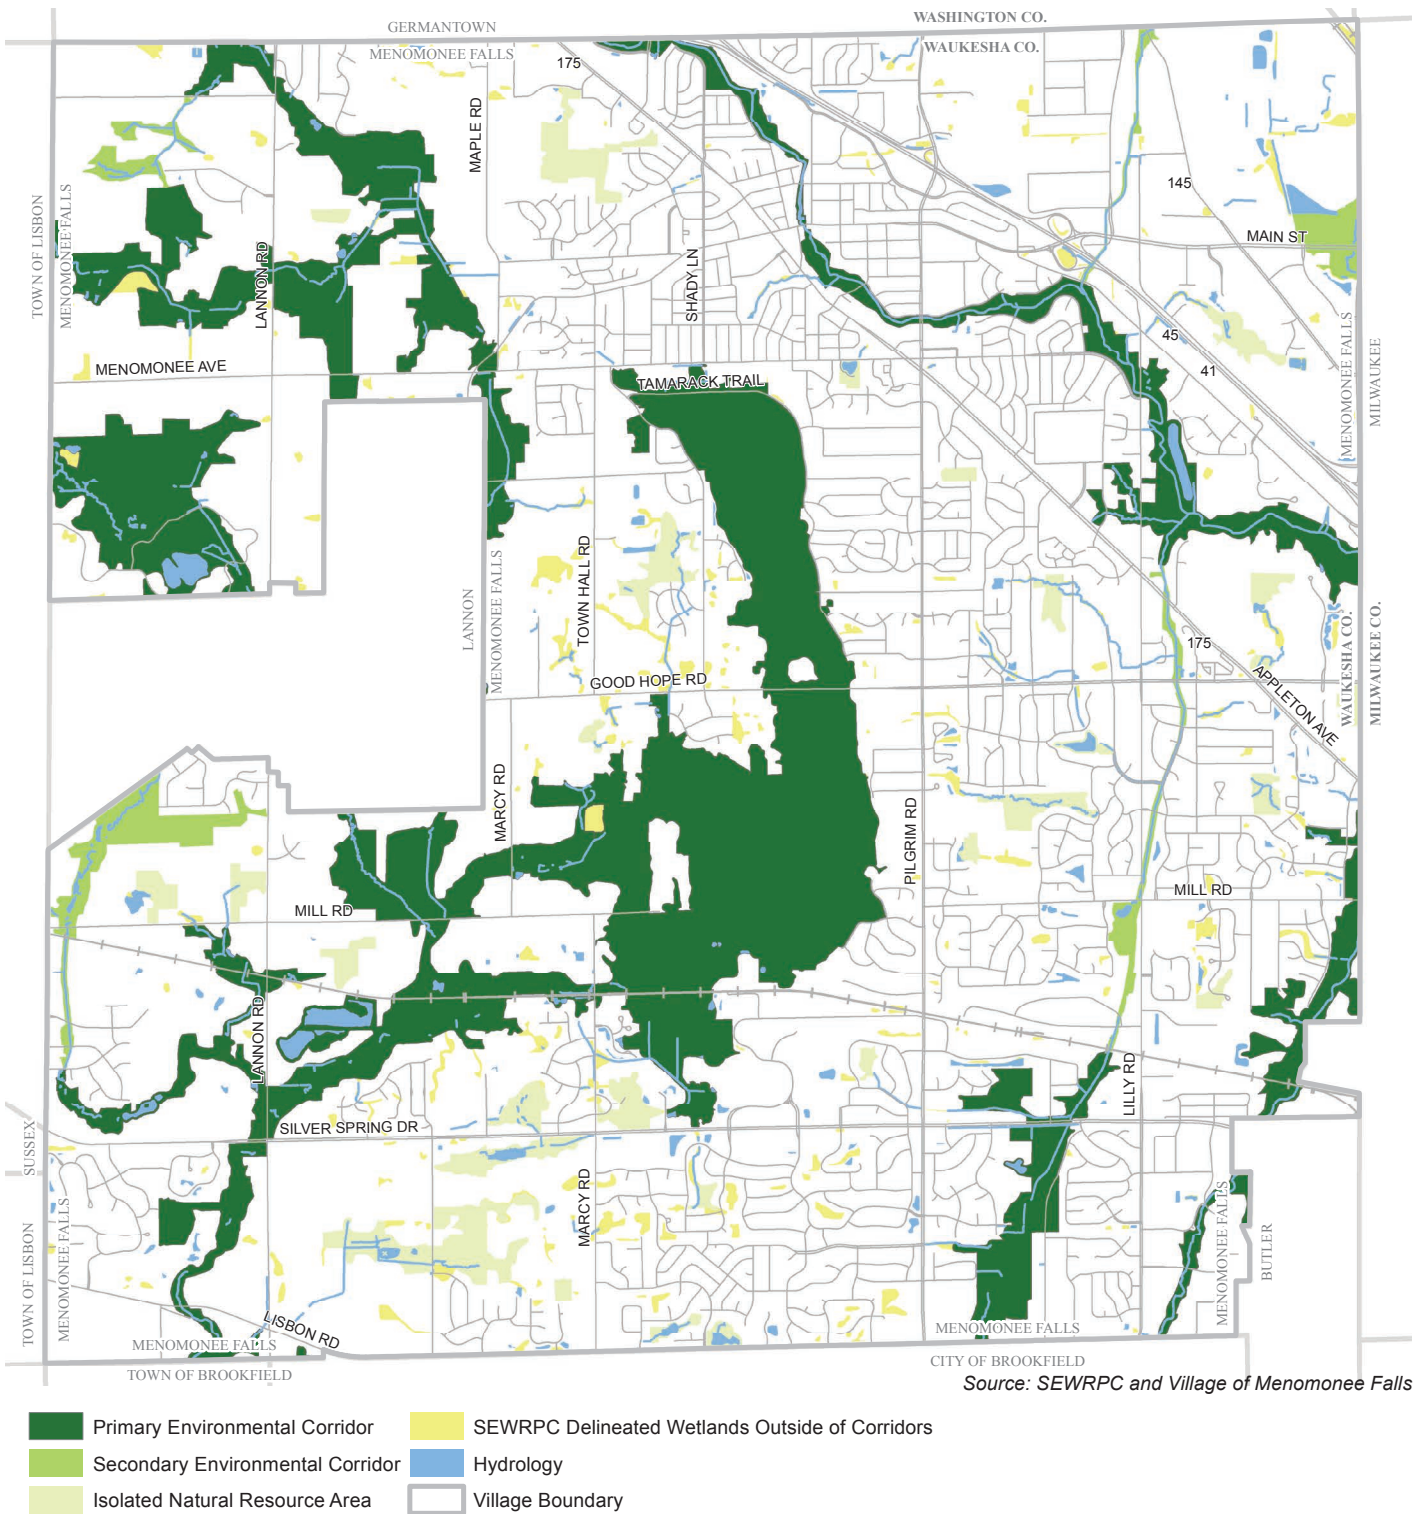 WASHINGTON CO.
GERMANTOWN
WAUKESHA CO.
MENOMONEE FALLS
175
MAPLE RD
145
TOWN OF LISBON
MENOMONEE FALLS
MAIN ST
LANNON RD
SHADY LN
45
41
MENOMONEE FALLS
MILWAUKEE
MENOMONEE AVE
TAMARACK TRAIL
TOWN HALL RD
LANNON
MENOMONEE FALLS
175
WAUKESHA CO.
MILWAUKEE CO.
GOOD HOPE RD
APPLETON AVE
MARCY RD
PILGRIM RD
MILL RD
MILL RD
LANNON RD
LILLY RD
SILVER SPRING DR
SUSSEX
MARCY RD
TOWN OF LISBON
MENOMONEE FALLS
MENOMONEE FALLS
BUTLER
LISBON RD
MENOMONEE FALLS
MENOMONEE FALLS
TOWN OF BROOKFIELD
CITY OF BROOKFIELD
Source: SEWRPC and Village of Menomonee Falls
Primary Environmental Corridor
SEWRPC Delineated Wetlands Outside of Corridors
Secondary Environmental Corridor
Hydrology
Isolated Natural Resource Area
Village Boundary